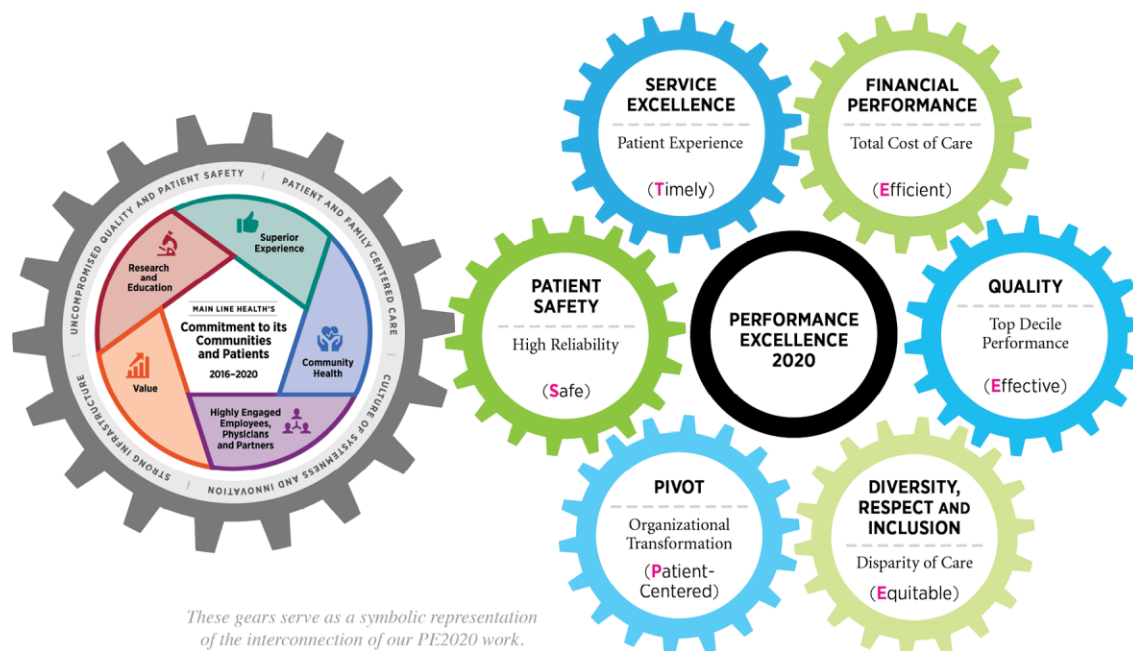 UNCOMPROMISED QUALITY AND PATIENT SAFETY
PATIENT AND FAMILY CENTERED CARE
CULTURE OF SYSTEMNESS AND INNOVATION
STRONG INFRASTRUCTURE
Superior
Experience
Research
and
Education
MAIN LINE HEALTH'S
Commitment to its
Communities
and Patients
2016–2020
Community
Health
Value
Highly Engaged
Employees,
Physicians
and Partners
SERVICE
EXCELLENCE
Patient Experience
(Timely)
FINANCIAL
PERFORMANCE
Total Cost of Care
(Efficient)
PATIENT
SAFETY
High Reliability
(Safe)
PERFORMANCE
EXCELLENCE
2020
QUALITY
Top Decile
Performance
(Effective)
PIVOT
Organizational
Transformation
(Patient-
Centered)
DIVERSITY,
RESPECT AND
INCLUSION
Disparity of Care
(Equitable)
These gears serve as a symbolic representation
of the interconnection of our PE2020 work.